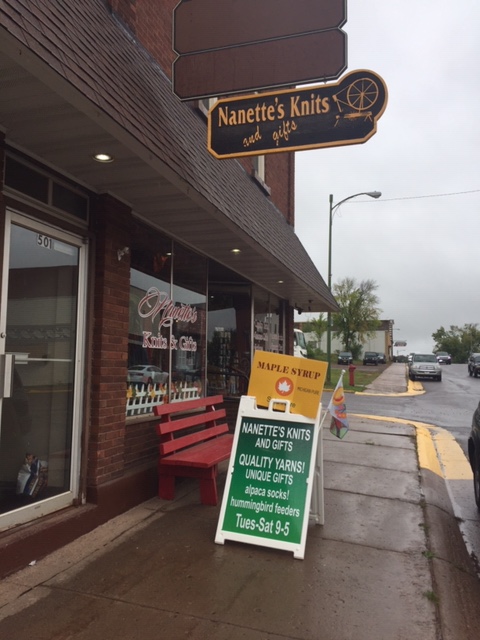 Nanette's Knits
and gifts
501
Nanette's
Knits & Gifts
MAPLE SYRUP
NANETTE'S KNITS
AND GIFTS
QUALITY YARNS!
UNIQUE GIFTS
alpaca socks!
hummingbird feeders
Tues-Sat 9-5